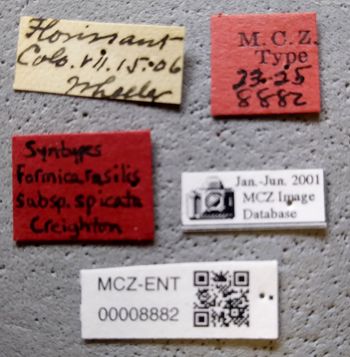 Florissant
Colo. vii.15.06
Wheeler
M.C.Z.
Type
23-25
8882
Syntypes
formica rasilis
subsp. spicata
Creighton
Jan.-Jun. 2001
MCZ Image
Database
MCZ-ENT
00008882